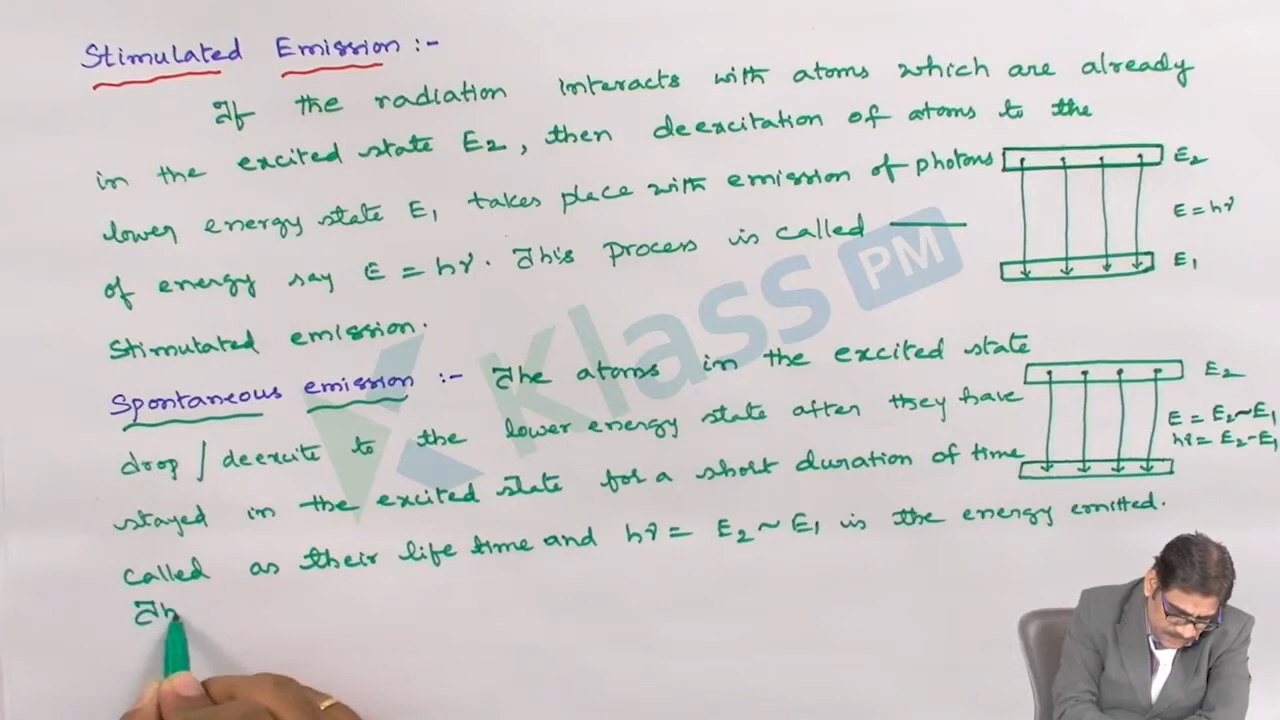 Stimulated Emission :-
If the radiation interacts with atoms which are already
in the excited state E2, then deexcitation of atoms to the
lower energy state E1 takes place with emission of photons
of energy say E = hν. This process is called
Stimulated emission.
E2
E = hν
E1
Spontaneous emission :- The atoms in the excited state
drop / deexcite to the lower energy state after they have
stayed in the excited state for a short duration of time
called as their life time and hν = E2 ~ E1 is the energy emitted.
Th
E2
E = E2 ~ E1
hν = E2 - E1
Klass PM